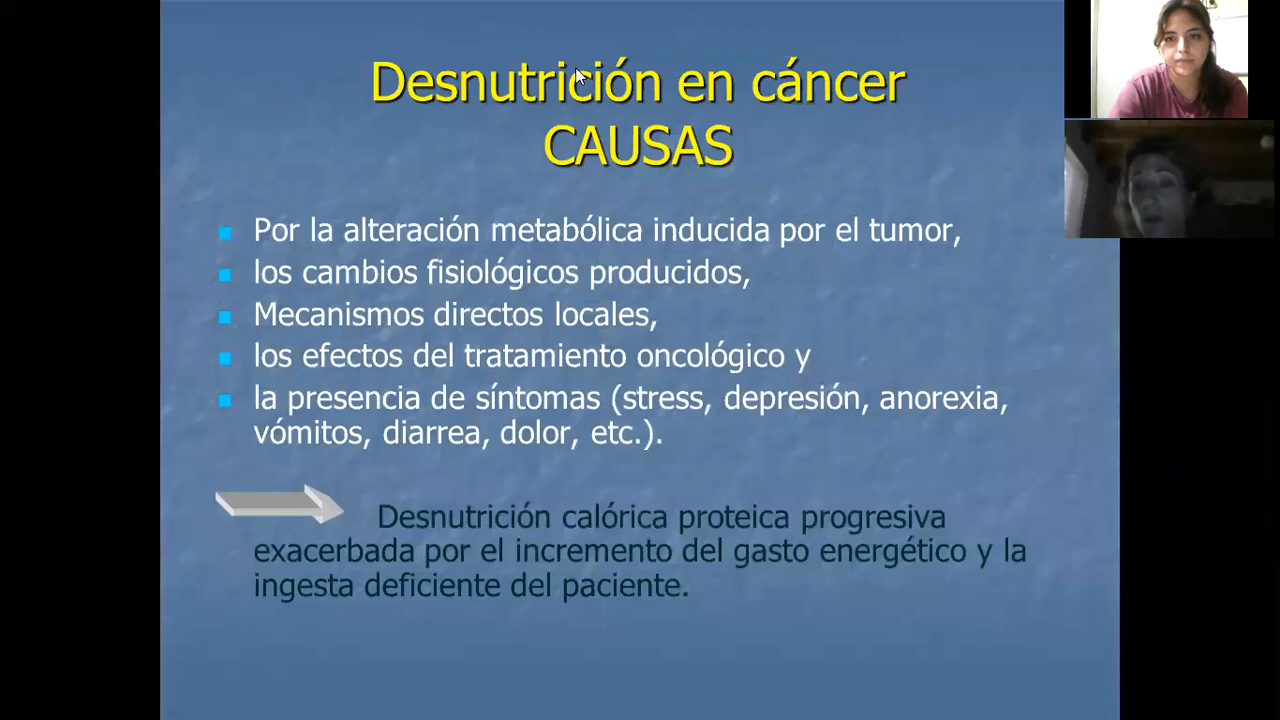 Desnutrición en cáncer
CAUSAS
Por la alteración metabólica inducida por el tumor,
los cambios fisiológicos producidos,
Mecanismos directos locales,
los efectos del tratamiento oncológico y
la presencia de síntomas (stress, depresión, anorexia,
vómitos, diarrea, dolor, etc.).
Desnutrición calórica proteica progresiva
exacerbada por el incremento del gasto energético y la
ingesta deficiente del paciente.